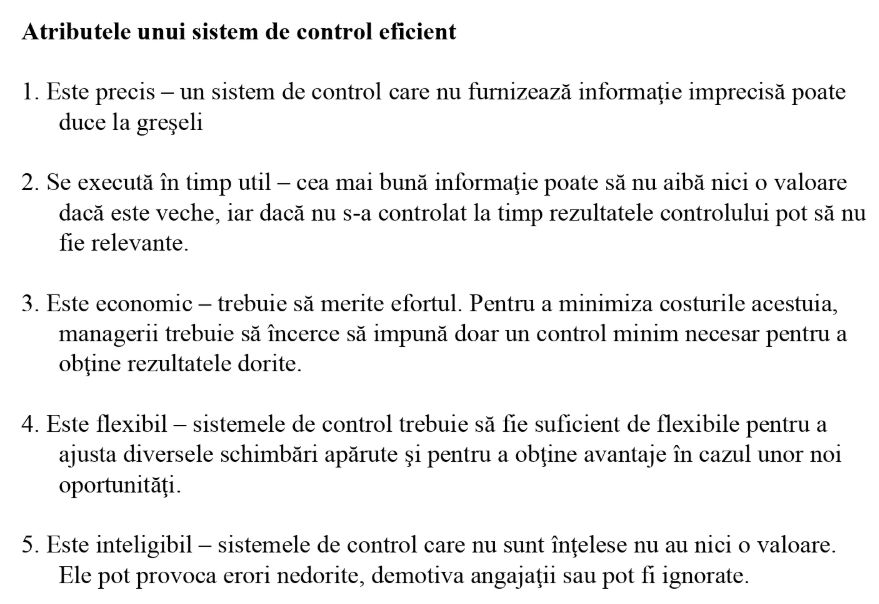 Atributele unui sistem de control eficient
1. Este precis – un sistem de control care nu furnizează informaţie imprecisă poate
duce la greşeli
2. Se execută în timp util – cea mai bună informaţie poate să nu aibă nici o valoare
dacă este veche, iar dacă nu s-a controlat la timp rezultatele controlului pot să nu
fie relevante.
3. Este economic – trebuie să merite efortul. Pentru a minimiza costurile acestuia,
managerii trebuie să încerce să impună doar un control minim necesar pentru a
obţine rezultatele dorite.
4. Este flexibil – sistemele de control trebuie să fie suficient de flexibile pentru a
ajusta diversele schimbări apărute şi pentru a obţine avantaje în cazul unor noi
oportunităţi.
5. Este inteligibil – sistemele de control care nu sunt înţelese nu au nici o valoare.
Ele pot provoca erori nedorite, demotiva angajaţii sau pot fi ignorate.